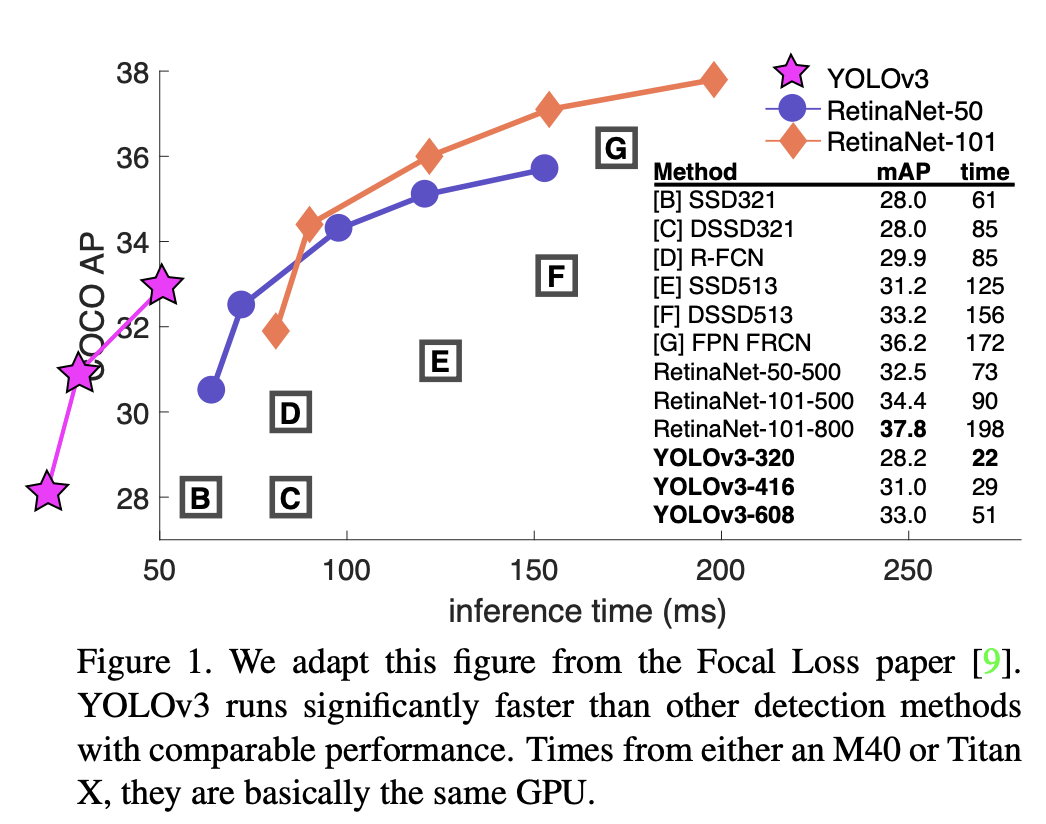 38
36
34
32
30
28
COCO AP
50
100
150
200
250
inference time (ms)
B
C
D
E
F
G
YOLOv3
RetinaNet-50
RetinaNet-101
Method mAP time
[B] SSD321 28.0 61
[C] DSSD321 28.0 85
[D] R-FCN 29.9 85
[E] SSD513 31.2 125
[F] DSSD513 33.2 156
[G] FPN FRCN 36.2 172
RetinaNet-50-500 32.5 73
RetinaNet-101-500 34.4 90
RetinaNet-101-800 37.8 198
YOLOv3-320 28.2 22
YOLOv3-416 31.0 29
YOLOv3-608 33.0 51
Figure 1. We adapt this figure from the Focal Loss paper [9].
YOLOv3 runs significantly faster than other detection methods
with comparable performance. Times from either an M40 or Titan
X, they are basically the same GPU.